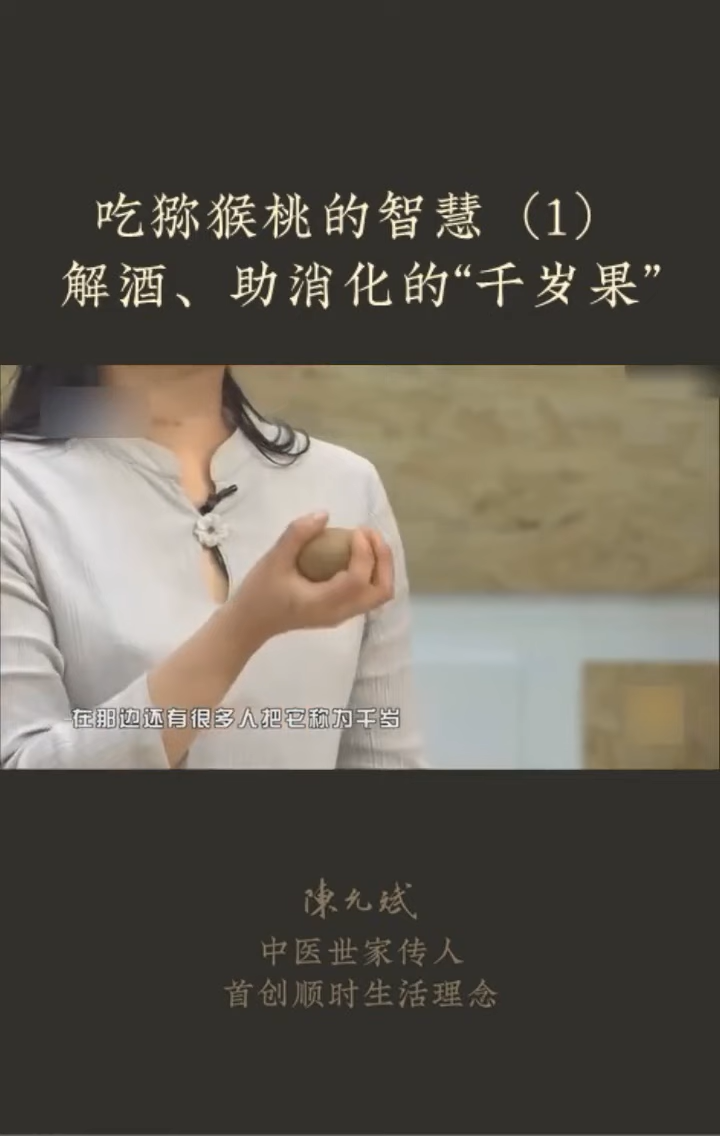 吃猕猴桃的智慧（1）
解酒、助消化的“千岁果”
在那边还有很多人把它称为千岁
陳允斌
中医世家传人
首创顺时生活理念